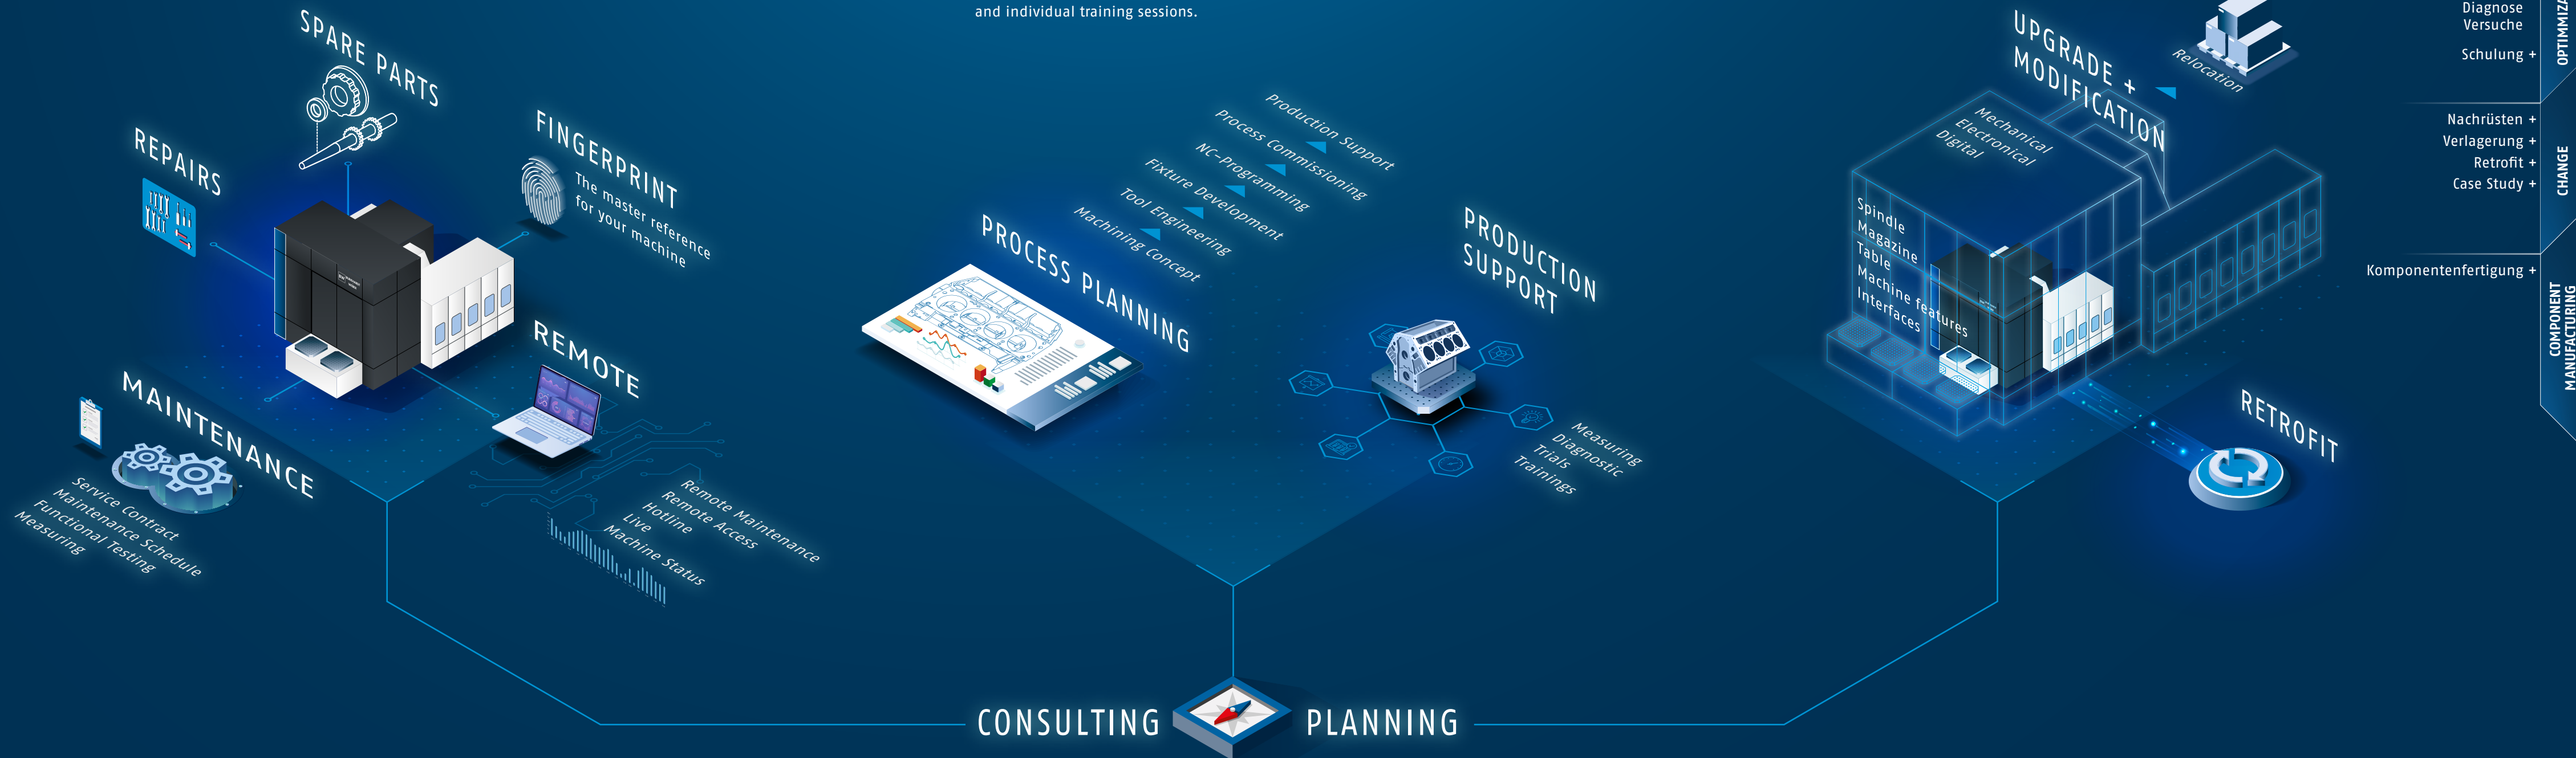 and individual training sessions.
SPARE PARTS
REPAIRS
FINGERPRINT
The master reference
for your machine
REMOTE
Remote Maintenance
Remote Access
Hotline
Live
Machine Status
MAINTENANCE
Service Contract
Maintenance Schedule
Functional Testing
Measuring
PROCESS PLANNING
Production Support
Process Commissioning
NC-Programming
Fixture Development
Tool Engineering
Machining Concept
PRODUCTION
SUPPORT
Measuring
Diagnostic
Trials
Trainings
UPGRADE +
MODIFICATION
Relocation
Mechanical
Electronical
Digital
Spindle
Magazine
Table
Machine features
Interfaces
RETROFIT
CONSULTING
PLANNING
Diagnose
Versuche
Schulung +
Nachrüsten +
Verlagerung +
Retrofit +
Case Study +
CHANGE
Komponentenfertigung +
COMPONENT
MANUFACTURING